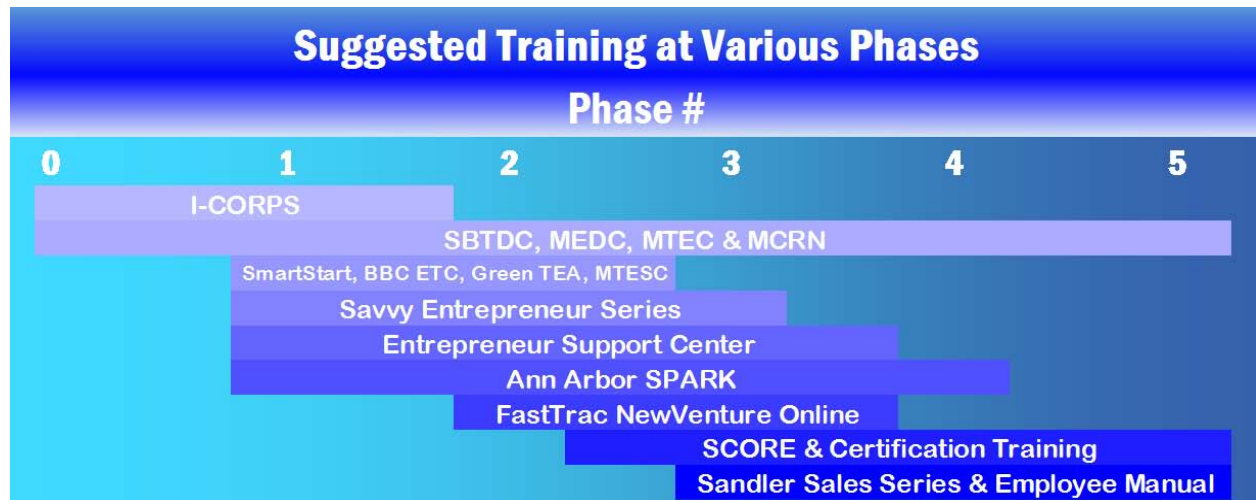 Suggested Training at Various Phases
Phase #
0 1 2 3 4 5
I-CORPS
SBTDC, MEDC, MTEC & MCRN
SmartStart, BBC ETC, Green TEA, MTESC
Savvy Entrepreneur Series
Entrepreneur Support Center
Ann Arbor SPARK
FastTrac NewVenture Online
SCORE & Certification Training
Sandler Sales Series & Employee Manual